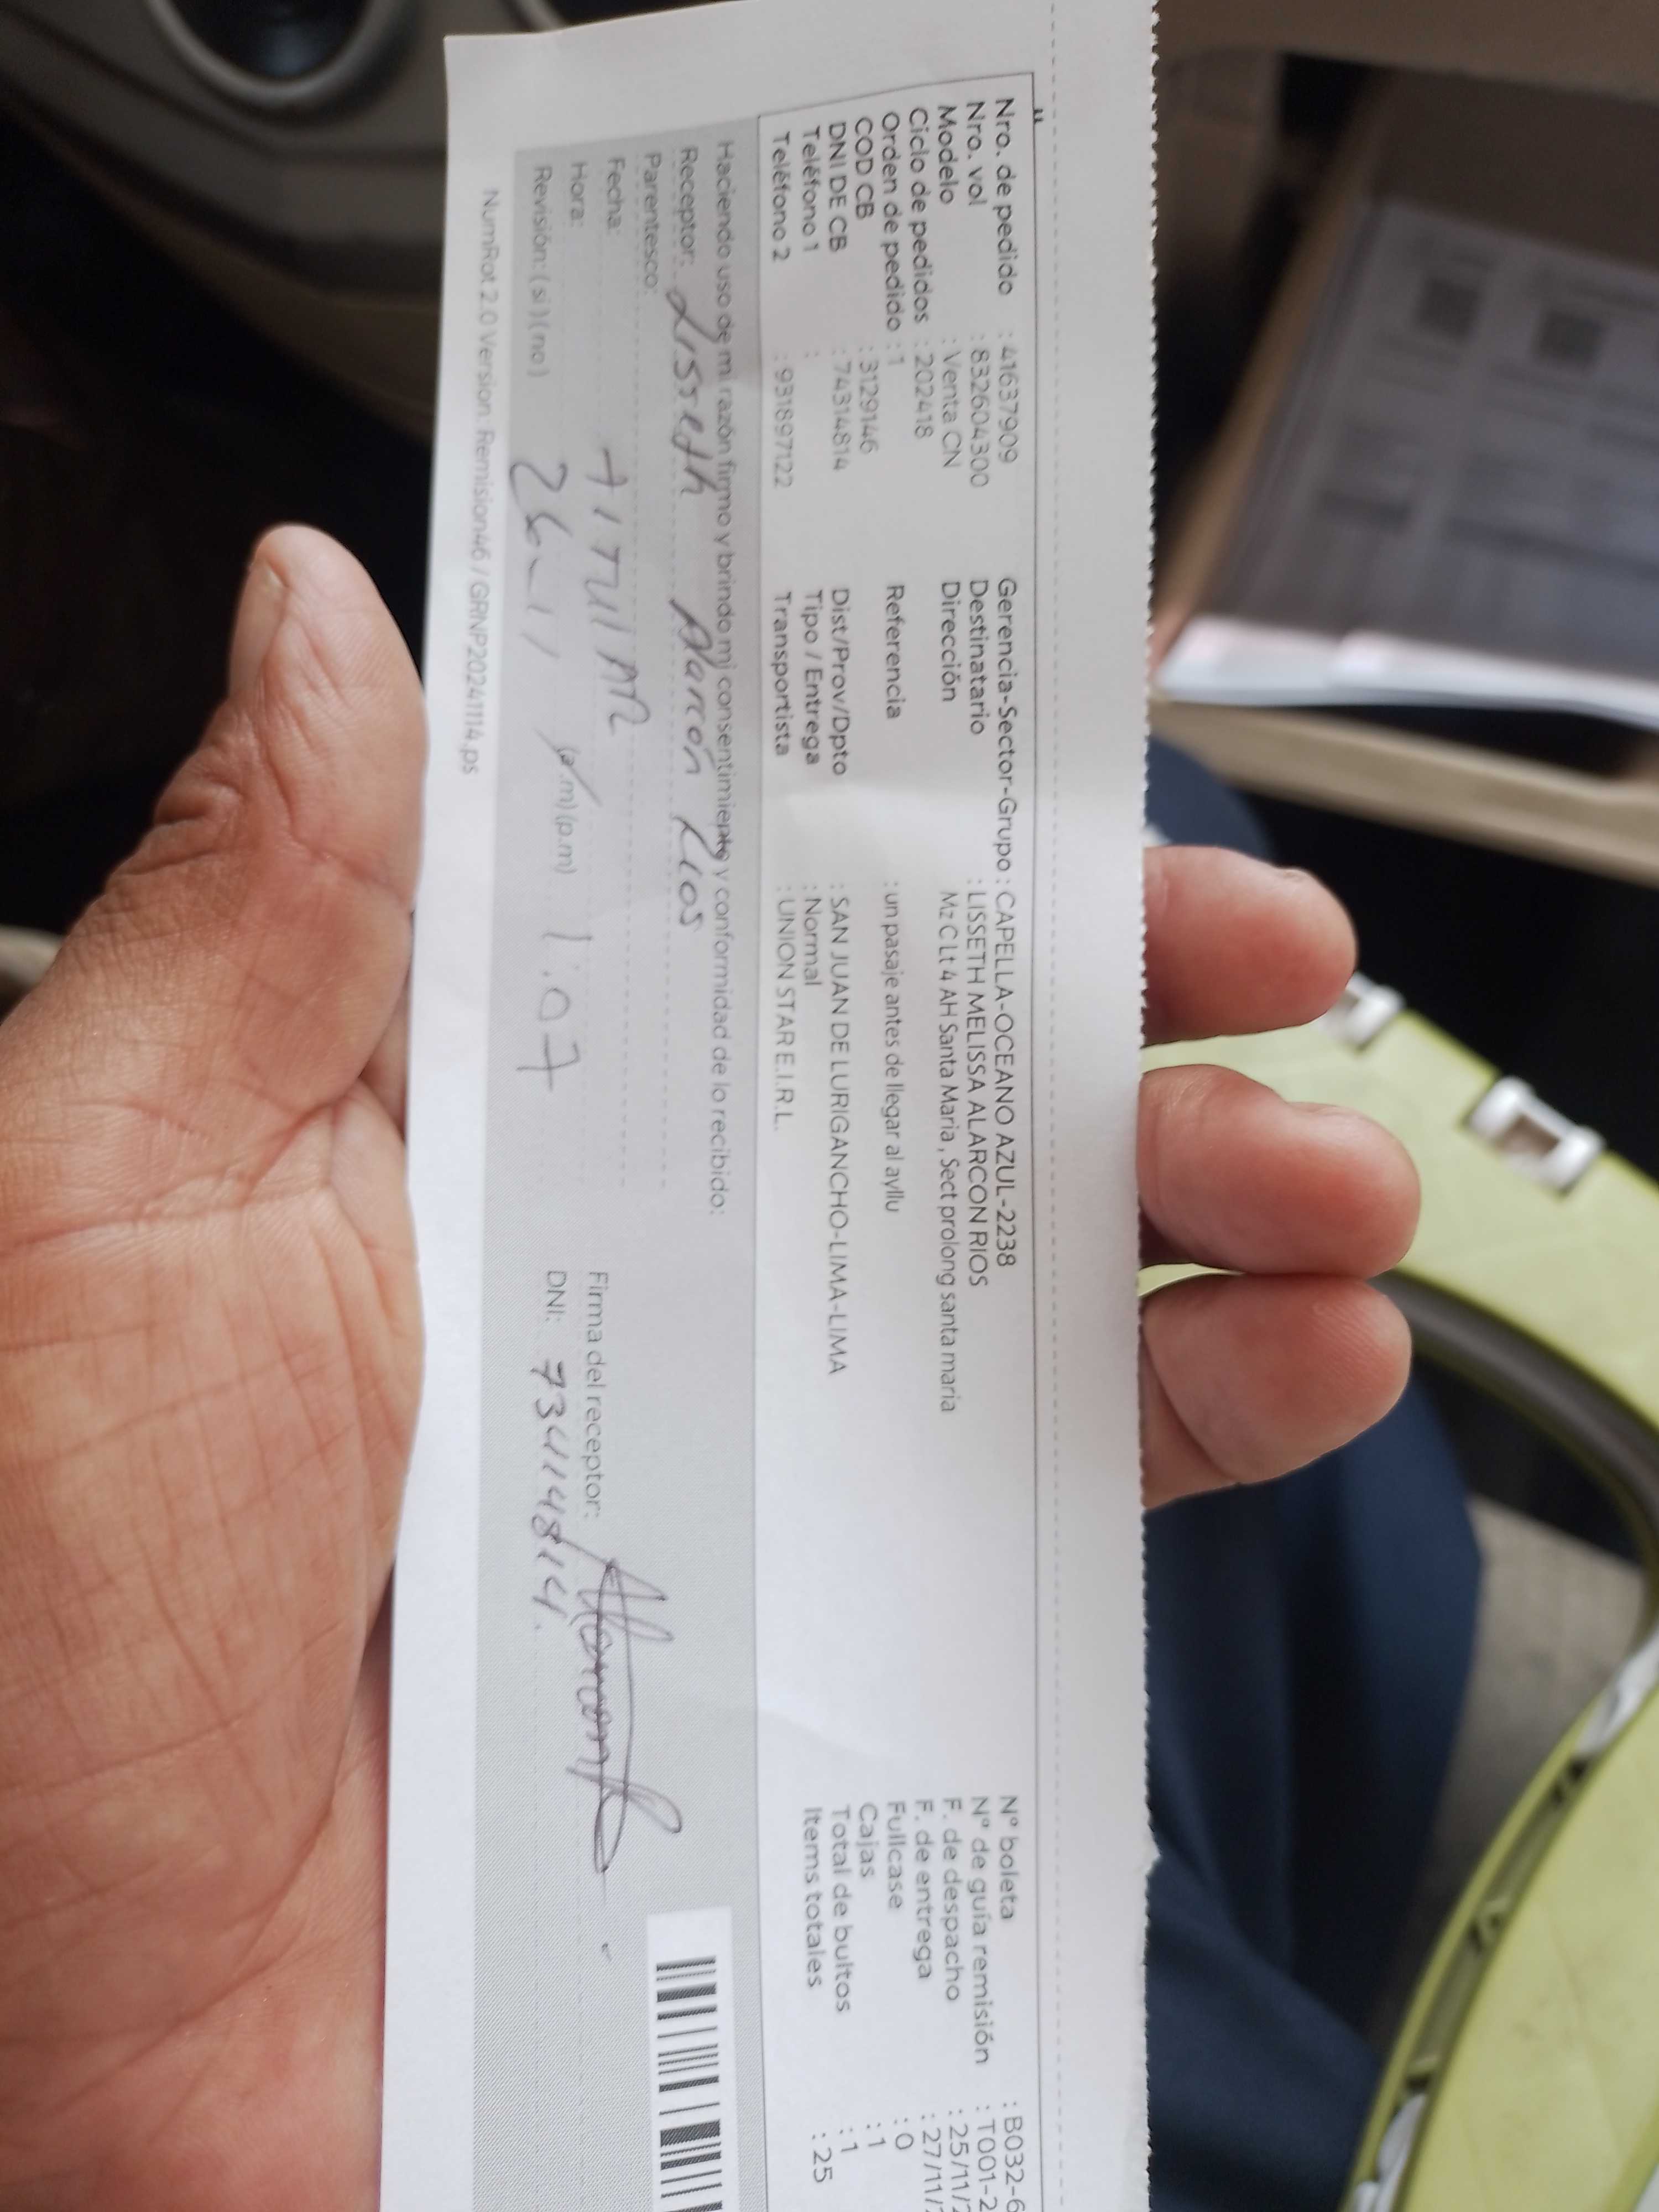 Nro. de pedido : 41637909
Nro. vol : 832604300
Modelo : Venta CN
Ciclo de pedidos : 202418
Orden de pedido : 1
COD CB : 3129146
DNI DE CB : 74314814
Teléfono 1 :
Teléfono 2 : 931897122
Gerencia-Sector-Grupo : CAPELLA-OCEANO AZUL-2238
Destinatario : LISSETH MELISSA ALARCON RIOS
Dirección Mz C Lt 4 AH Santa Maria , Sect prolong santa maria
Referencia : un pasaje antes de llegar al ayllu
Dist/Prov/Dpto : SAN JUAN DE LURIGANCHO-LIMA-LIMA
Tipo / Entrega : Normal
Transportista : UNION STAR E.I.R.L.
N° boleta : B032-6
N° de guía remisión : T001-2
F. de despacho : 25/11/2
F. de entrega : 27/11/
Fullcase : 0
Cajas : 1
Total de bultos : 1
Items totales : 25
Haciendo uso de mi razón firmo y brindo mi consentimiento y conformidad de lo recibido:
Receptor: Lisseth Alarcón Rios
Parentesco:
Fecha: TITULAR
Hora: 26-11 (a.m)(p.m) 1:07
Revisión: (si)(no)
Firma del receptor:
DNI: 73414814.
NumRot 2.0 Version. Remision46 / GRNP20241114.ps